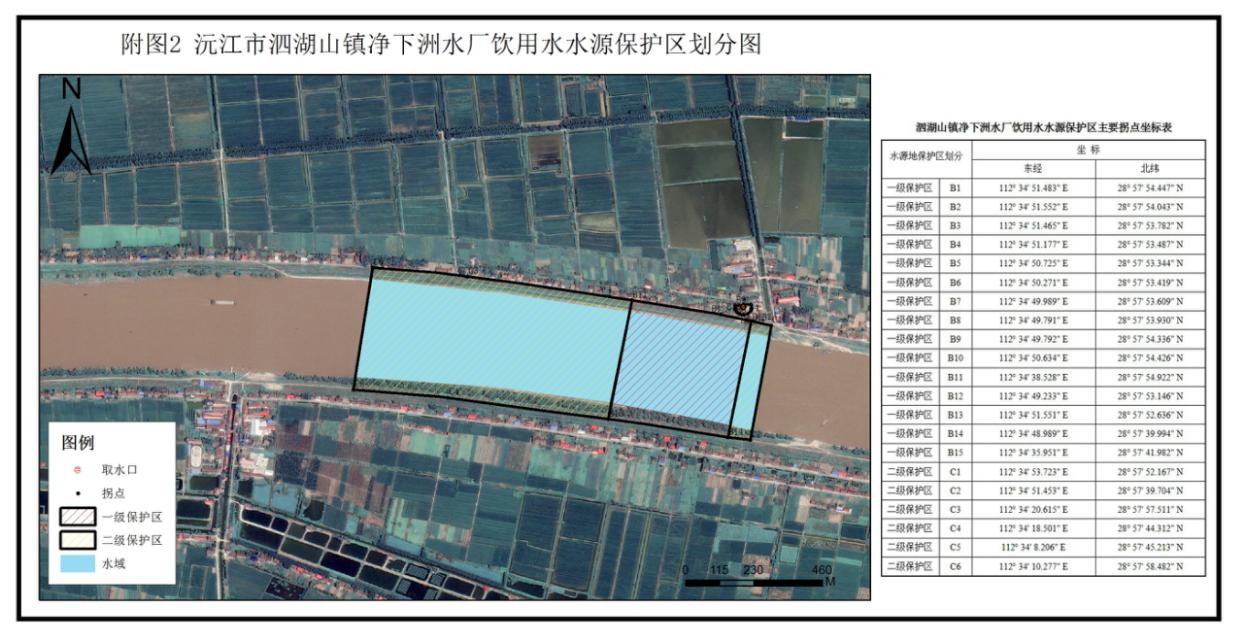 附图2 沅江市泗湖山镇净下洲水厂饮用水水源保护区划分图
N
图例
取水口
拐点
一级保护区
二级保护区
水域
0 115 230 460
M
泗湖山镇净下洲水厂饮用水水源保护区主要拐点坐标表
水源地保护区划分 坐 标
东经 北纬
一级保护区 B1 112° 34' 51.483" E 28° 57' 54.447" N
一级保护区 B2 112° 34' 51.552" E 28° 57' 54.043" N
一级保护区 B3 112° 34' 51.465" E 28° 57' 53.782" N
一级保护区 B4 112° 34' 51.177" E 28° 57' 53.487" N
一级保护区 B5 112° 34' 50.725" E 28° 57' 53.344" N
一级保护区 B6 112° 34' 50.271" E 28° 57' 53.419" N
一级保护区 B7 112° 34' 49.989" E 28° 57' 53.609" N
一级保护区 B8 112° 34' 49.791" E 28° 57' 53.930" N
一级保护区 B9 112° 34' 49.792" E 28° 57' 54.336" N
一级保护区 B10 112° 34' 50.634" E 28° 57' 54.426" N
一级保护区 B11 112° 34' 38.528" E 28° 57' 54.922" N
一级保护区 B12 112° 34' 49.233" E 28° 57' 53.146" N
一级保护区 B13 112° 34' 51.551" E 28° 57' 52.636" N
一级保护区 B14 112° 34' 48.989" E 28° 57' 39.994" N
一级保护区 B15 112° 34' 35.951" E 28° 57' 41.982" N
二级保护区 C1 112° 34' 53.723" E 28° 57' 52.167" N
二级保护区 C2 112° 34' 51.453" E 28° 57' 39.704" N
二级保护区 C3 112° 34' 20.615" E 28° 57' 57.511" N
二级保护区 C4 112° 34' 18.501" E 28° 57' 44.312" N
二级保护区 C5 112° 34' 8.206" E 28° 57' 45.213" N
二级保护区 C6 112° 34' 10.277" E 28° 57' 58.482" N